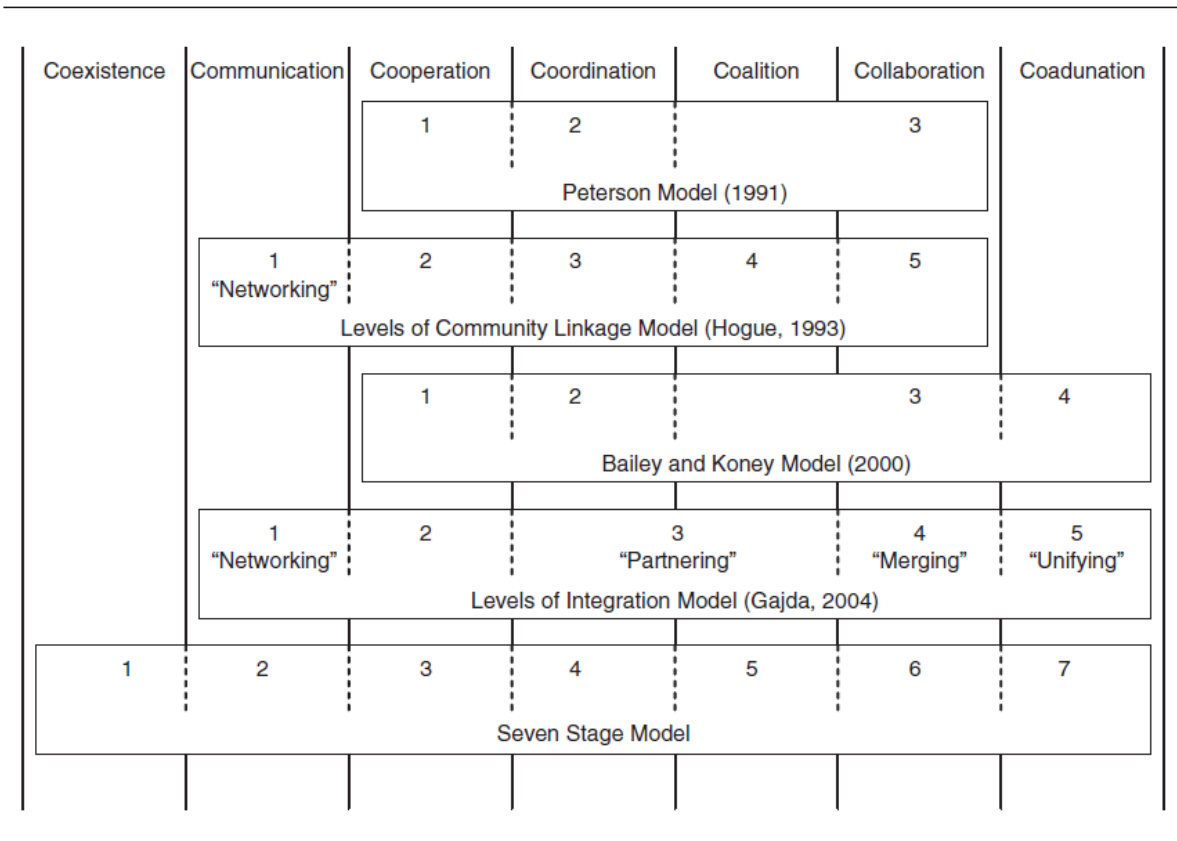 Coexistence Communication Cooperation Coordination Coalition Collaboration Coadunation
1 2 3
Peterson Model (1991)
1 2 3 4 5
“Networking”
Levels of Community Linkage Model (Hogue, 1993)
1 2 3 4
Bailey and Koney Model (2000)
1 2 3 4 5
“Networking” “Partnering” “Merging” “Unifying”
Levels of Integration Model (Gajda, 2004)
1 2 3 4 5 6 7
Seven Stage Model